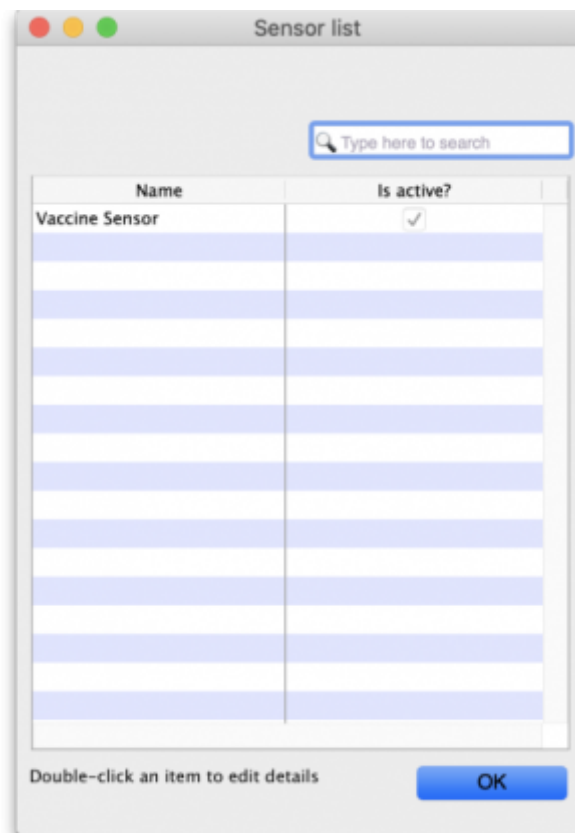 Sensor list
Type here to search
Name Is active?
Vaccine Sensor
Double-click an item to edit details
OK